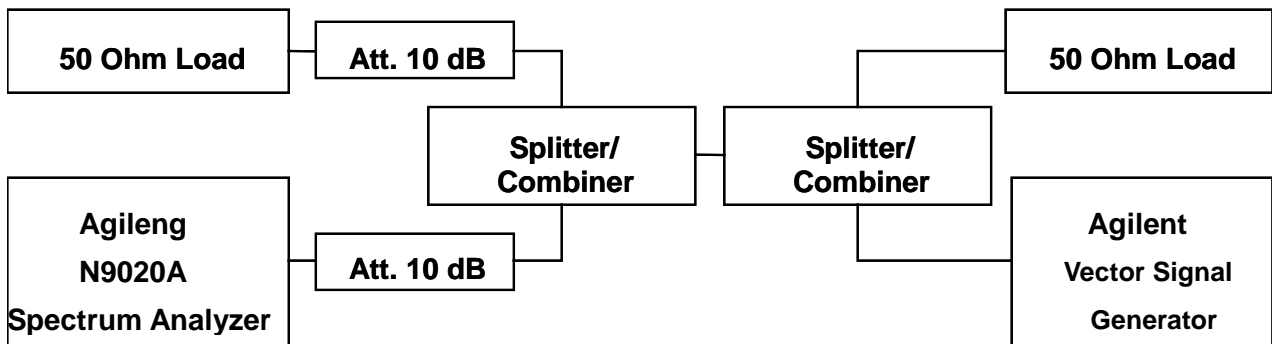 50 Ohm Load
Att. 10 dB
50 Ohm Load
Splitter/
Combiner
Splitter/
Combiner
Agileng
N9020A
Spectrum Analyzer
Att. 10 dB
Agilent
Vector Signal
Generator